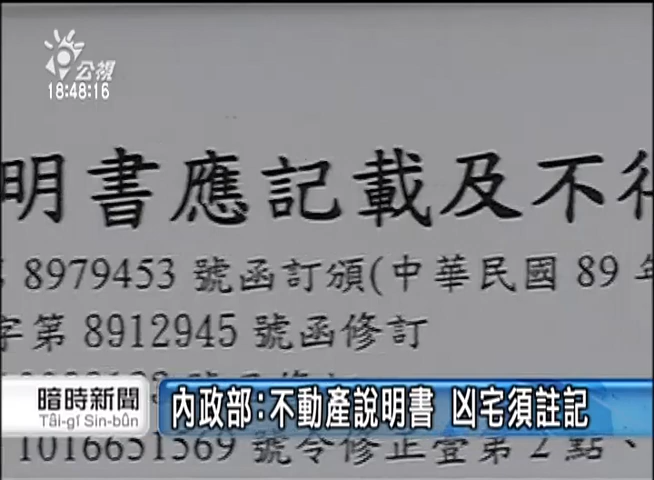 公視
18:48:16
明書應記載及不
8979453 號函訂頒(中華民國 89 年
字第 8912945 號函修訂
暗時新聞
Tâi-gí Sin-bûn
內政部:不動產說明書 凶宅須註記
1016651569 號令修正壹第 2 點、